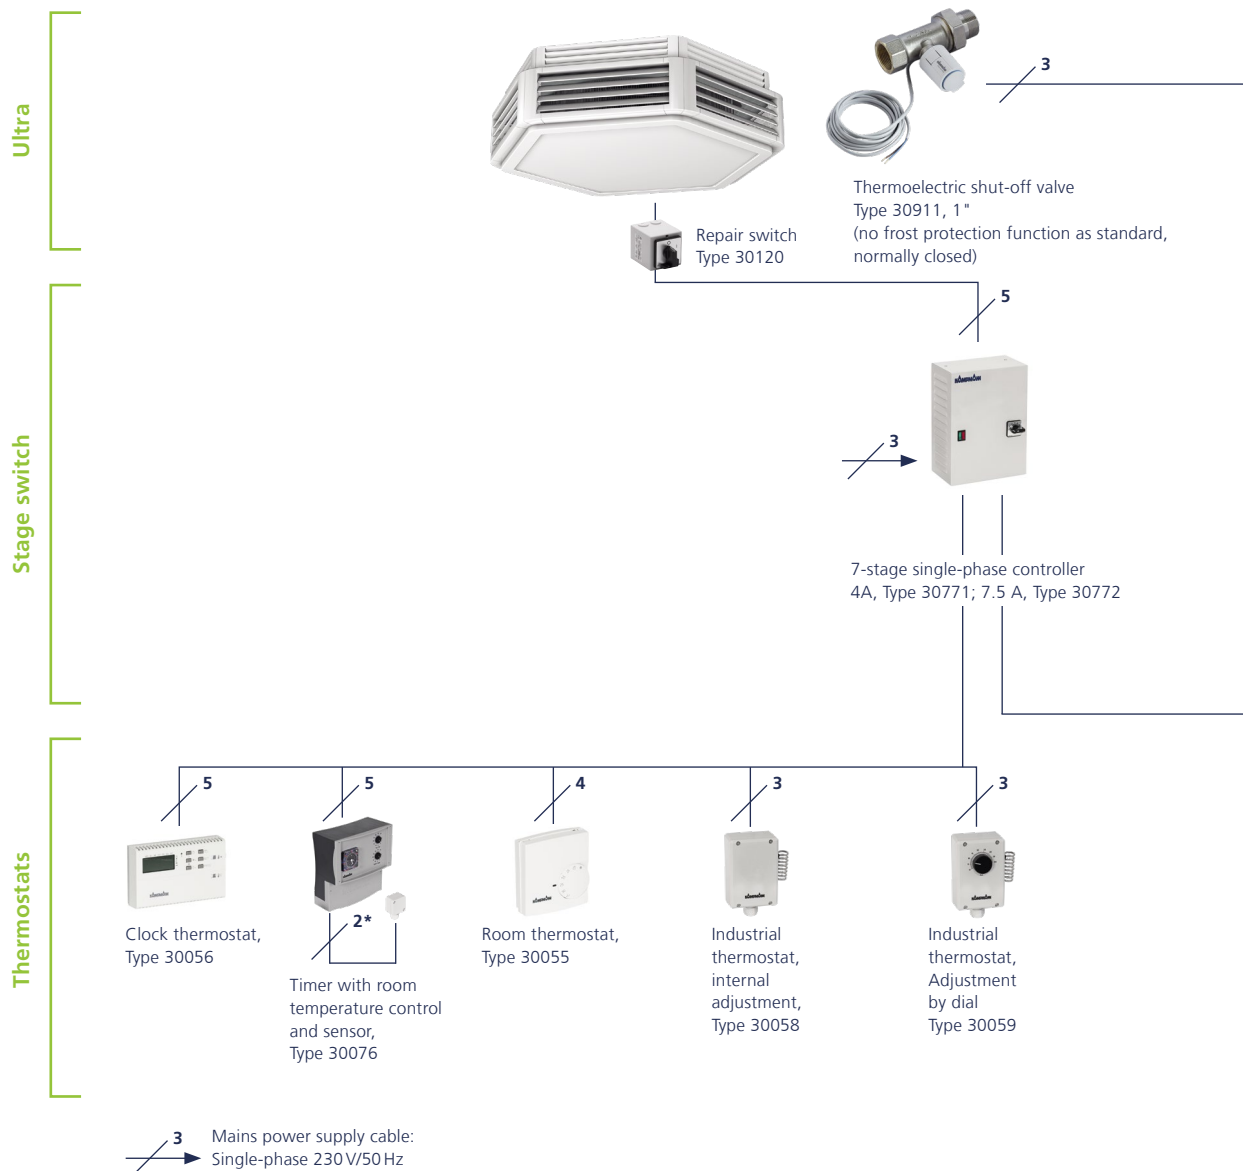 Ultra
3
Thermoelectric shut-off valve
Type 30911, 1"
(no frost protection function as standard,
normally closed)
Repair switch
Type 30120
Stage switch
5
3
7-stage single-phase controller
4A, Type 30771; 7.5 A, Type 30772
Thermostats
5
5
4
3
3
2*
Clock thermostat,
Type 30056
Timer with room
temperature control
and sensor,
Type 30076
Room thermostat,
Type 30055
Industrial
thermostat,
internal
adjustment,
Type 30058
Industrial
thermostat,
Adjustment
by dial
Type 30059
3
Mains power supply cable:
Single-phase 230 V/50 Hz